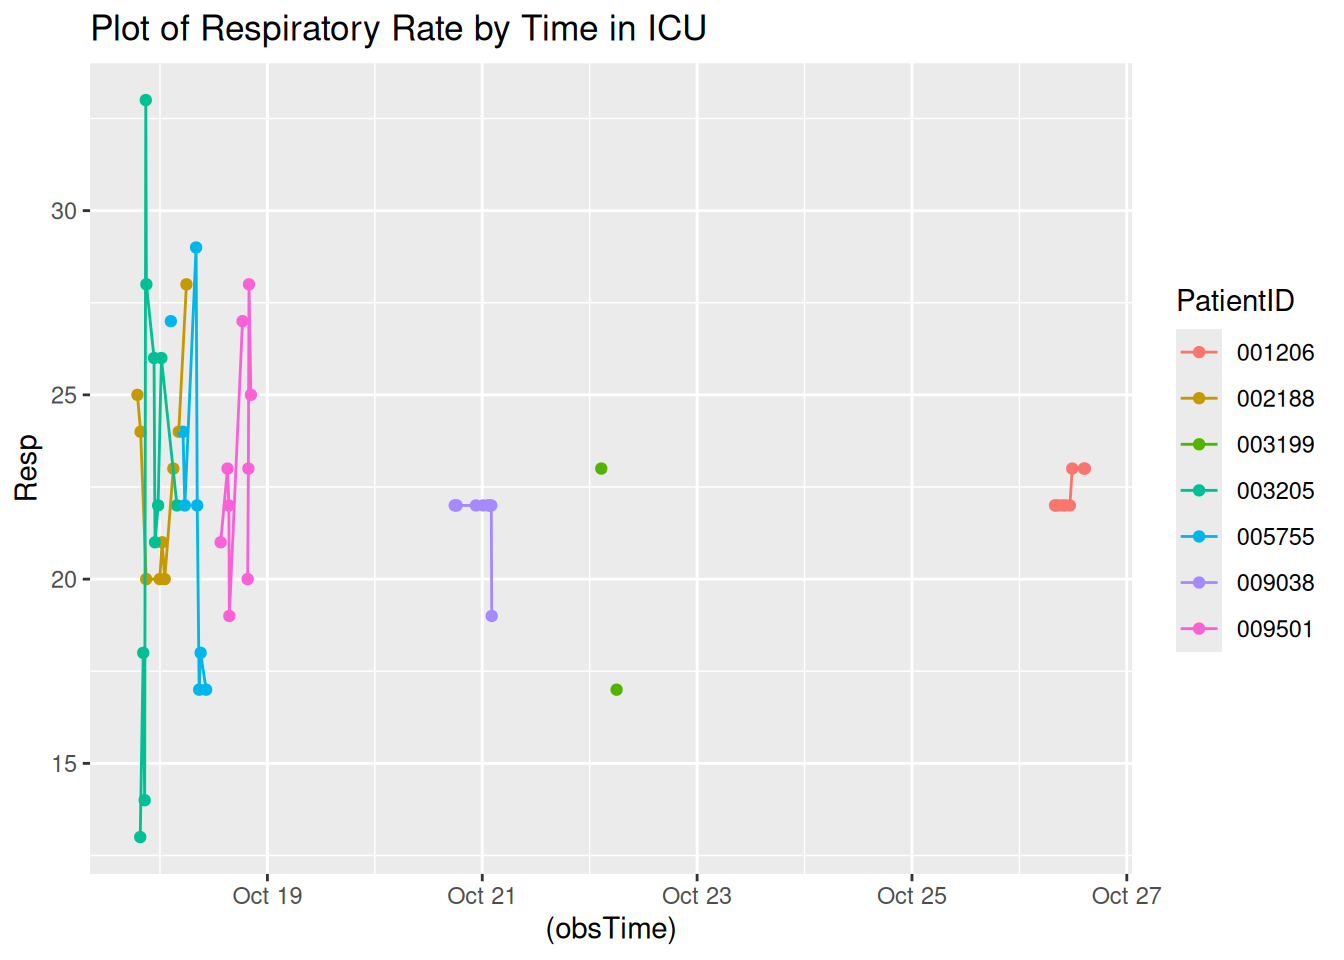 Plot of Respiratory Rate by Time in ICU
Resp
30
25
20
15
Oct 19
Oct 21
Oct 23
Oct 25
Oct 27
(obsTime)
PatientID
001206
002188
003199
003205
005755
009038
009501